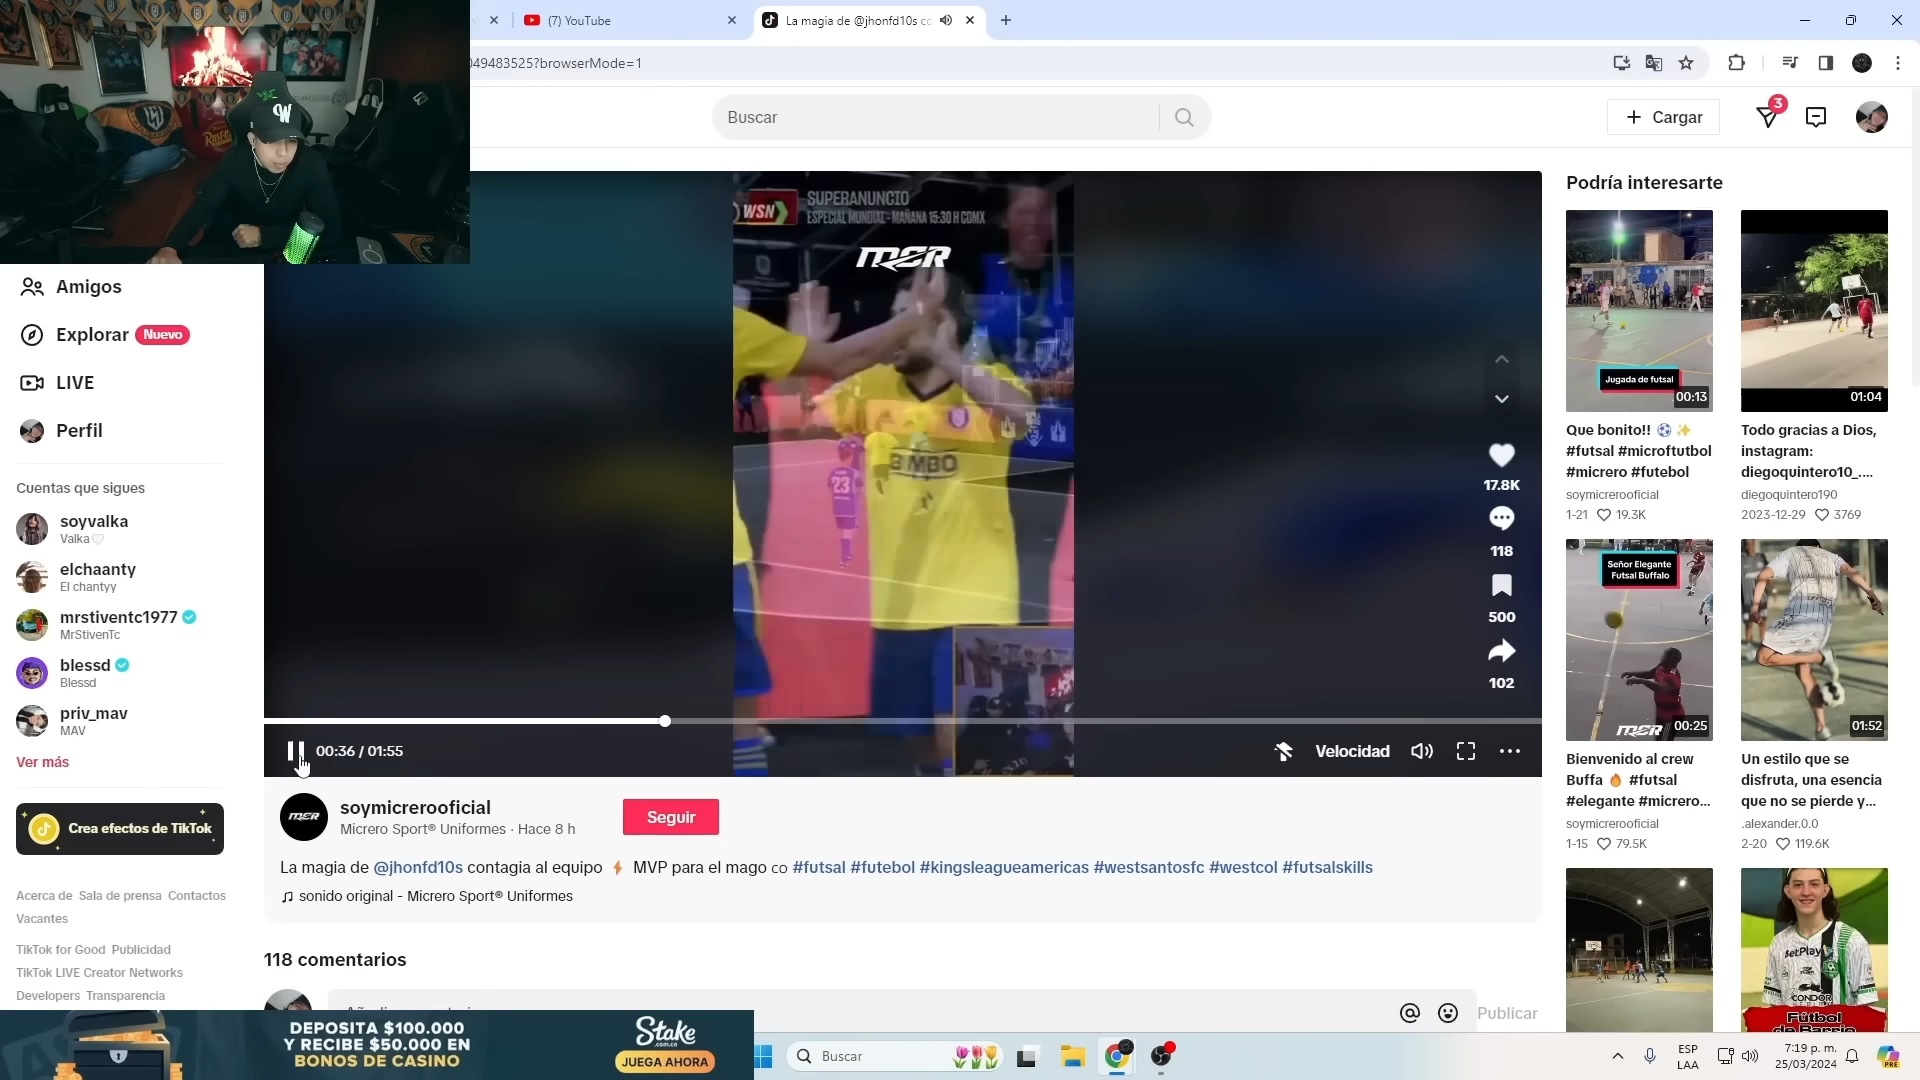 (7) YouTube
La magia de @jhonfd10s co
)49483525?browserMode=1
Buscar
Cargar
3
W
Amigos
Explorar Nuevo
LIVE
Perfil
Cuentas que sigues
soyvalka
Valka
elchaanty
El chantyy
mrstiventc1977
MrStivenTc
blessd
Blessd
priv_mav
MAV
Ver más
Crea efectos de TikTok
Acerca de Sala de prensa Contactos
Vacantes
TikTok for Good Publicidad
TikTok LIVE Creator Networks
Developers Transparencia
WSN
SUPERANUNCIO
ESPECIAL MUNDIAL - MAÑANA 15:30 H CDMX
MCR
BIMBO
23
17.8K
118
500
102
00:36 / 01:55
Velocidad
soymicrerooficial
Micrero Sport® Uniformes · Hace 8 h
Seguir
La magia de @jhonfd10s contagia al equipo ⚡ MVP para el mago co #futsal #futebol #kingsleagueamericas #westsantosfc #westcol #futsalskills
sonido original - Micrero Sport® Uniformes
118 comentarios
Publicar
Podría interesarte
Jugada de futsal
00:13
Que bonito!! ⚽ ✨
#futsal #microftutbol
#micrero #futebol
soymicrerooficial
1-21 19.3K
01:04
Todo gracias a Dios,
instagram:
diegoquintero10_....
diegoquintero190
2023-12-29 3769
Señor Elegante
Futsal Buffalo
MCR
00:25
Bienvenido al crew
Buffa 🔥 #futsal
#elegante #micrero...
soymicrerooficial
1-15 79.5K
01:52
Un estilo que se
disfruta, una esencia
que no se pierde y...
.alexander.0.0
2-20 119.6K
betPlay
CONDOR
Fútbol
de Barrio
DEPOSITA $100.000
Y RECIBE $50.000 EN
BONOS DE CASINO
Stake
.com.co
JUEGA AHORA
Buscar
ESP
LAA
7:19 p. m.
25/03/2024
PRE